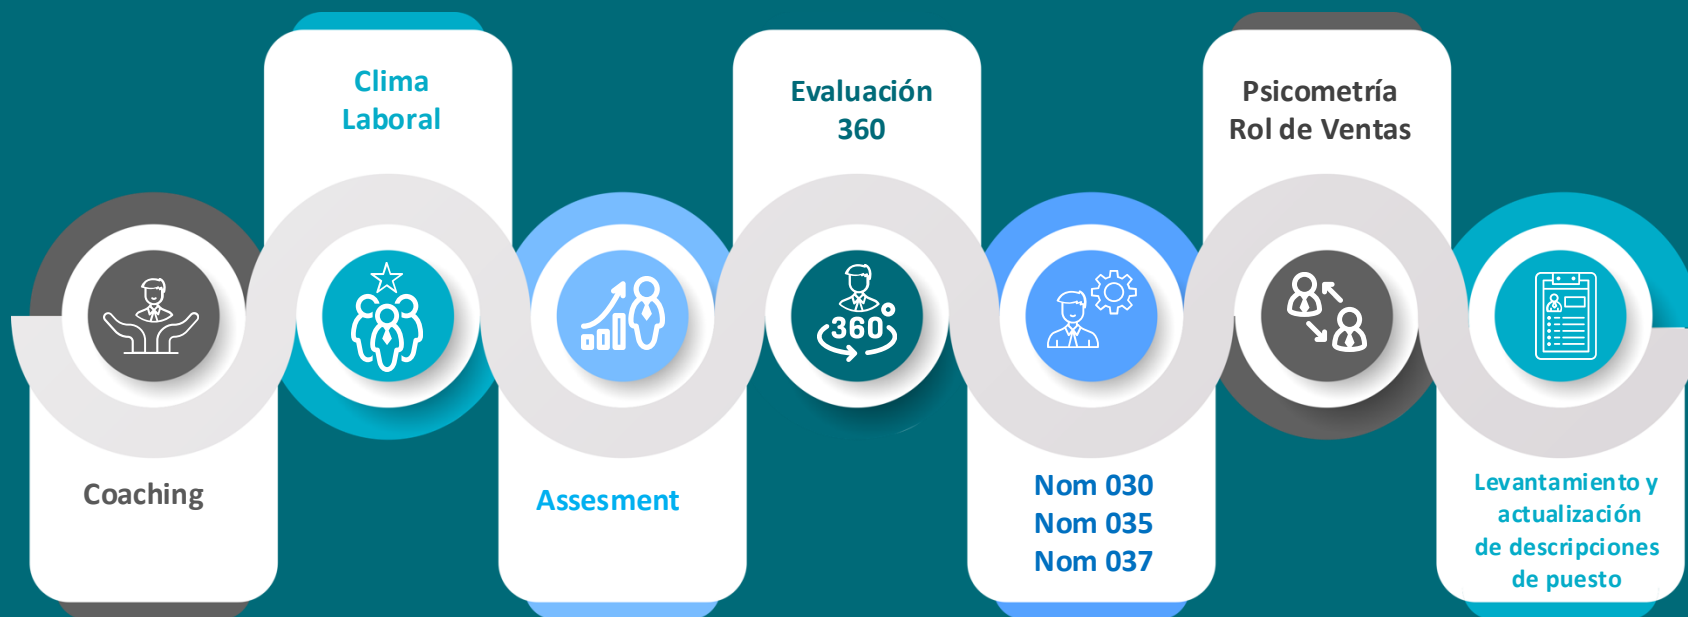 Coaching
Clima
Laboral
Assesment
Evaluación
360
360
Nom 030
Nom 035
Nom 037
Psicometría
Rol de Ventas
Levantamiento y
actualización
de descripciones
de puesto